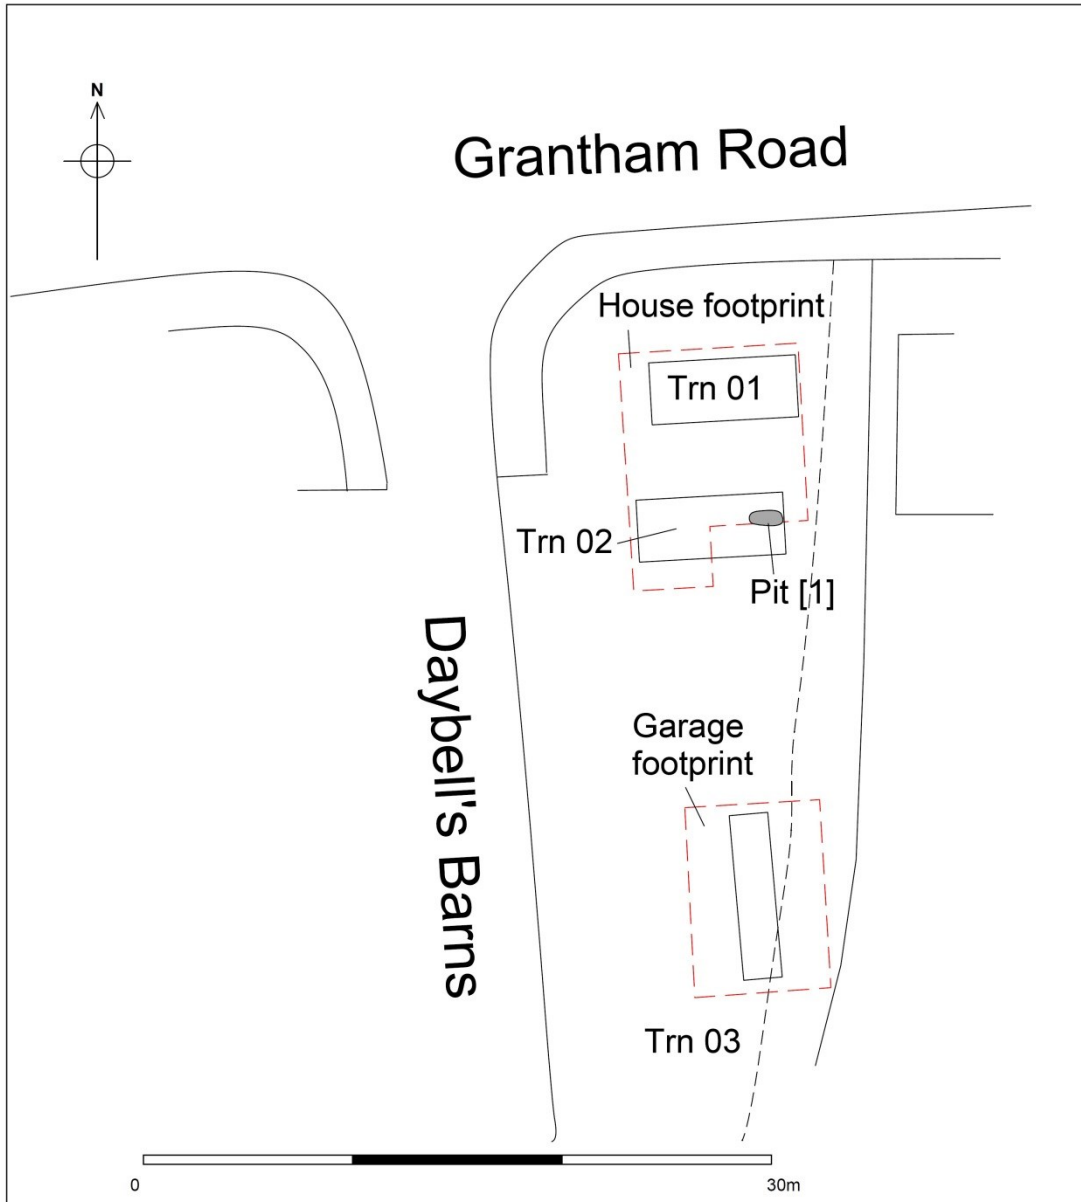 N
Grantham Road
House footprint
Trn 01
Trn 02
Pit [1]
Daybell's Barns
Garage
footprint
Trn 03
0
30m